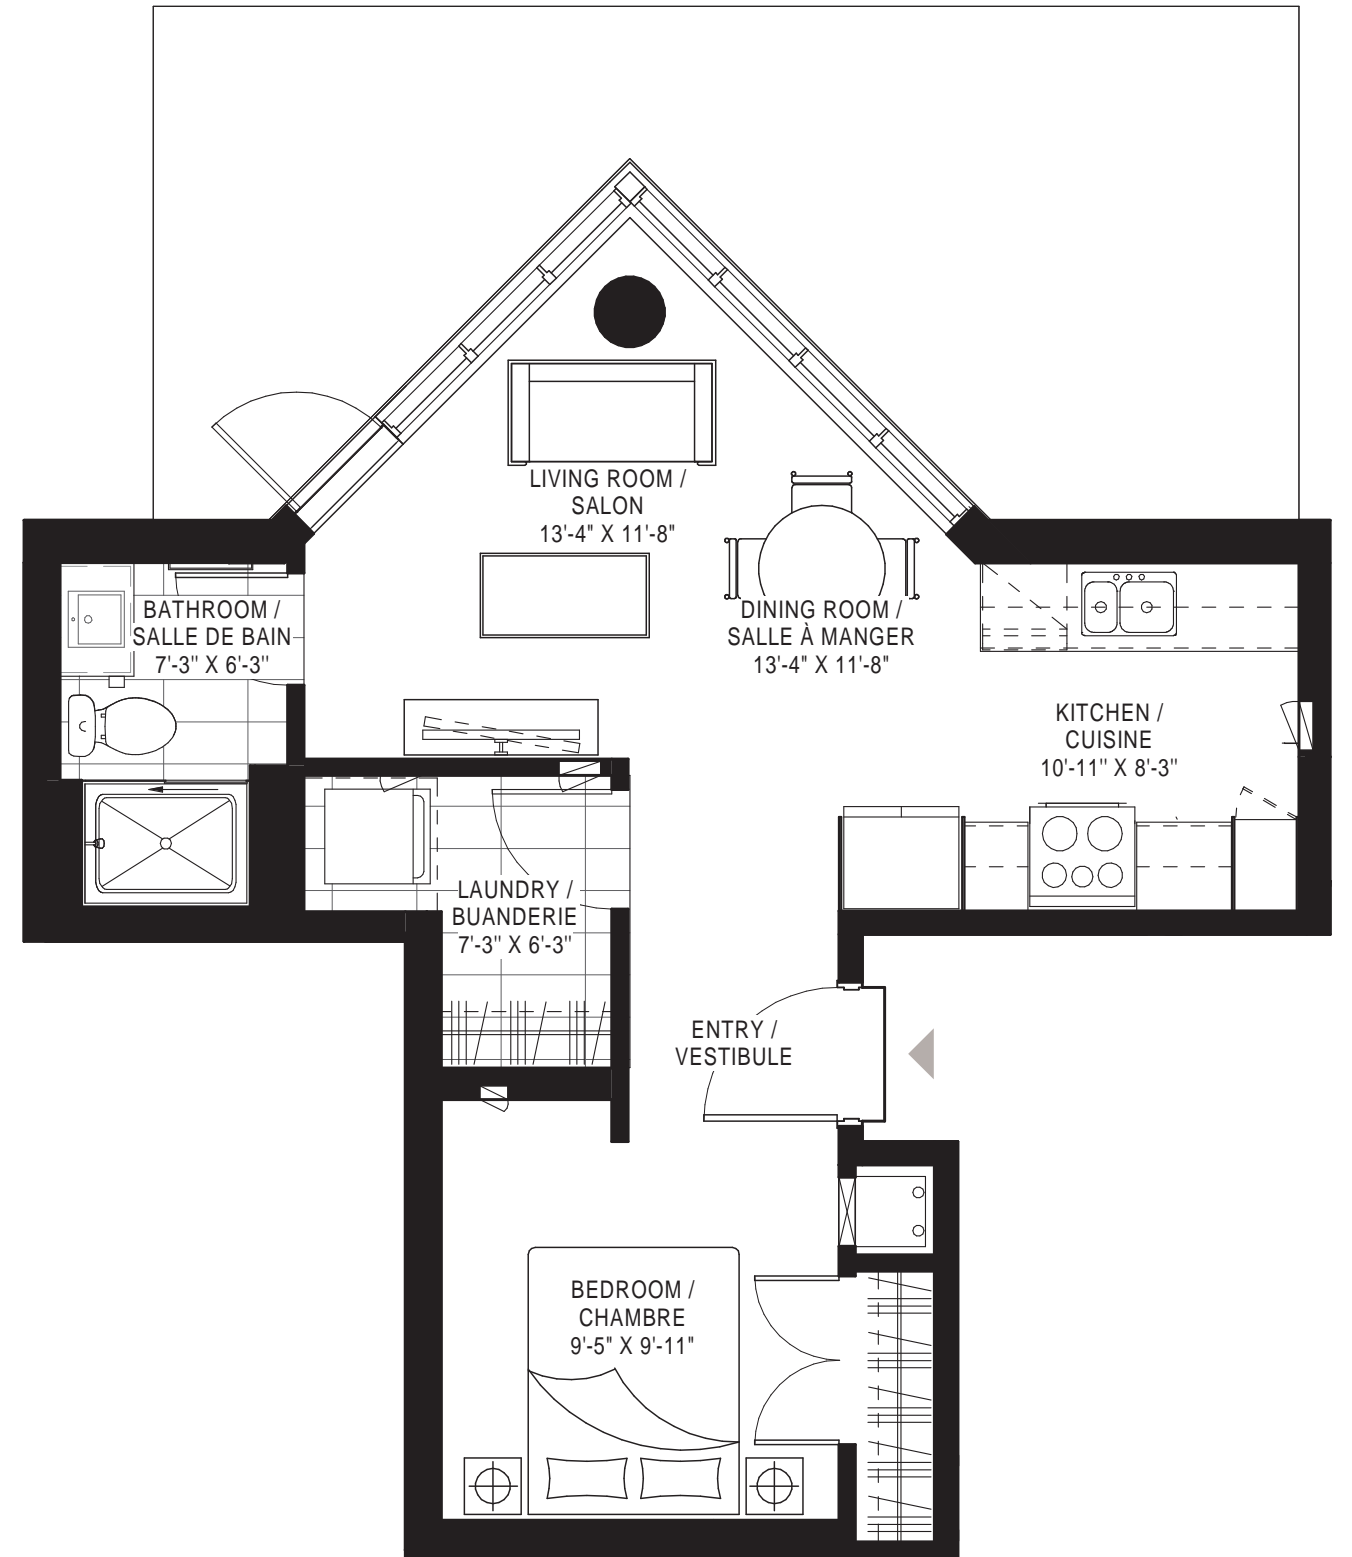 LIVING ROOM /
SALON
13'-4" X 11'-8"
BATHROOM /
SALLE DE BAIN
7'-3" X 6'-3"
DINING ROOM /
SALLE À MANGER
13'-4" X 11'-8"
KITCHEN /
CUISINE
10'-11" X 8'-3"
LAUNDRY /
BUANDERIE
7'-3" X 6'-3"
ENTRY /
VESTIBULE
BEDROOM /
CHAMBRE
9'-5" X 9'-11"